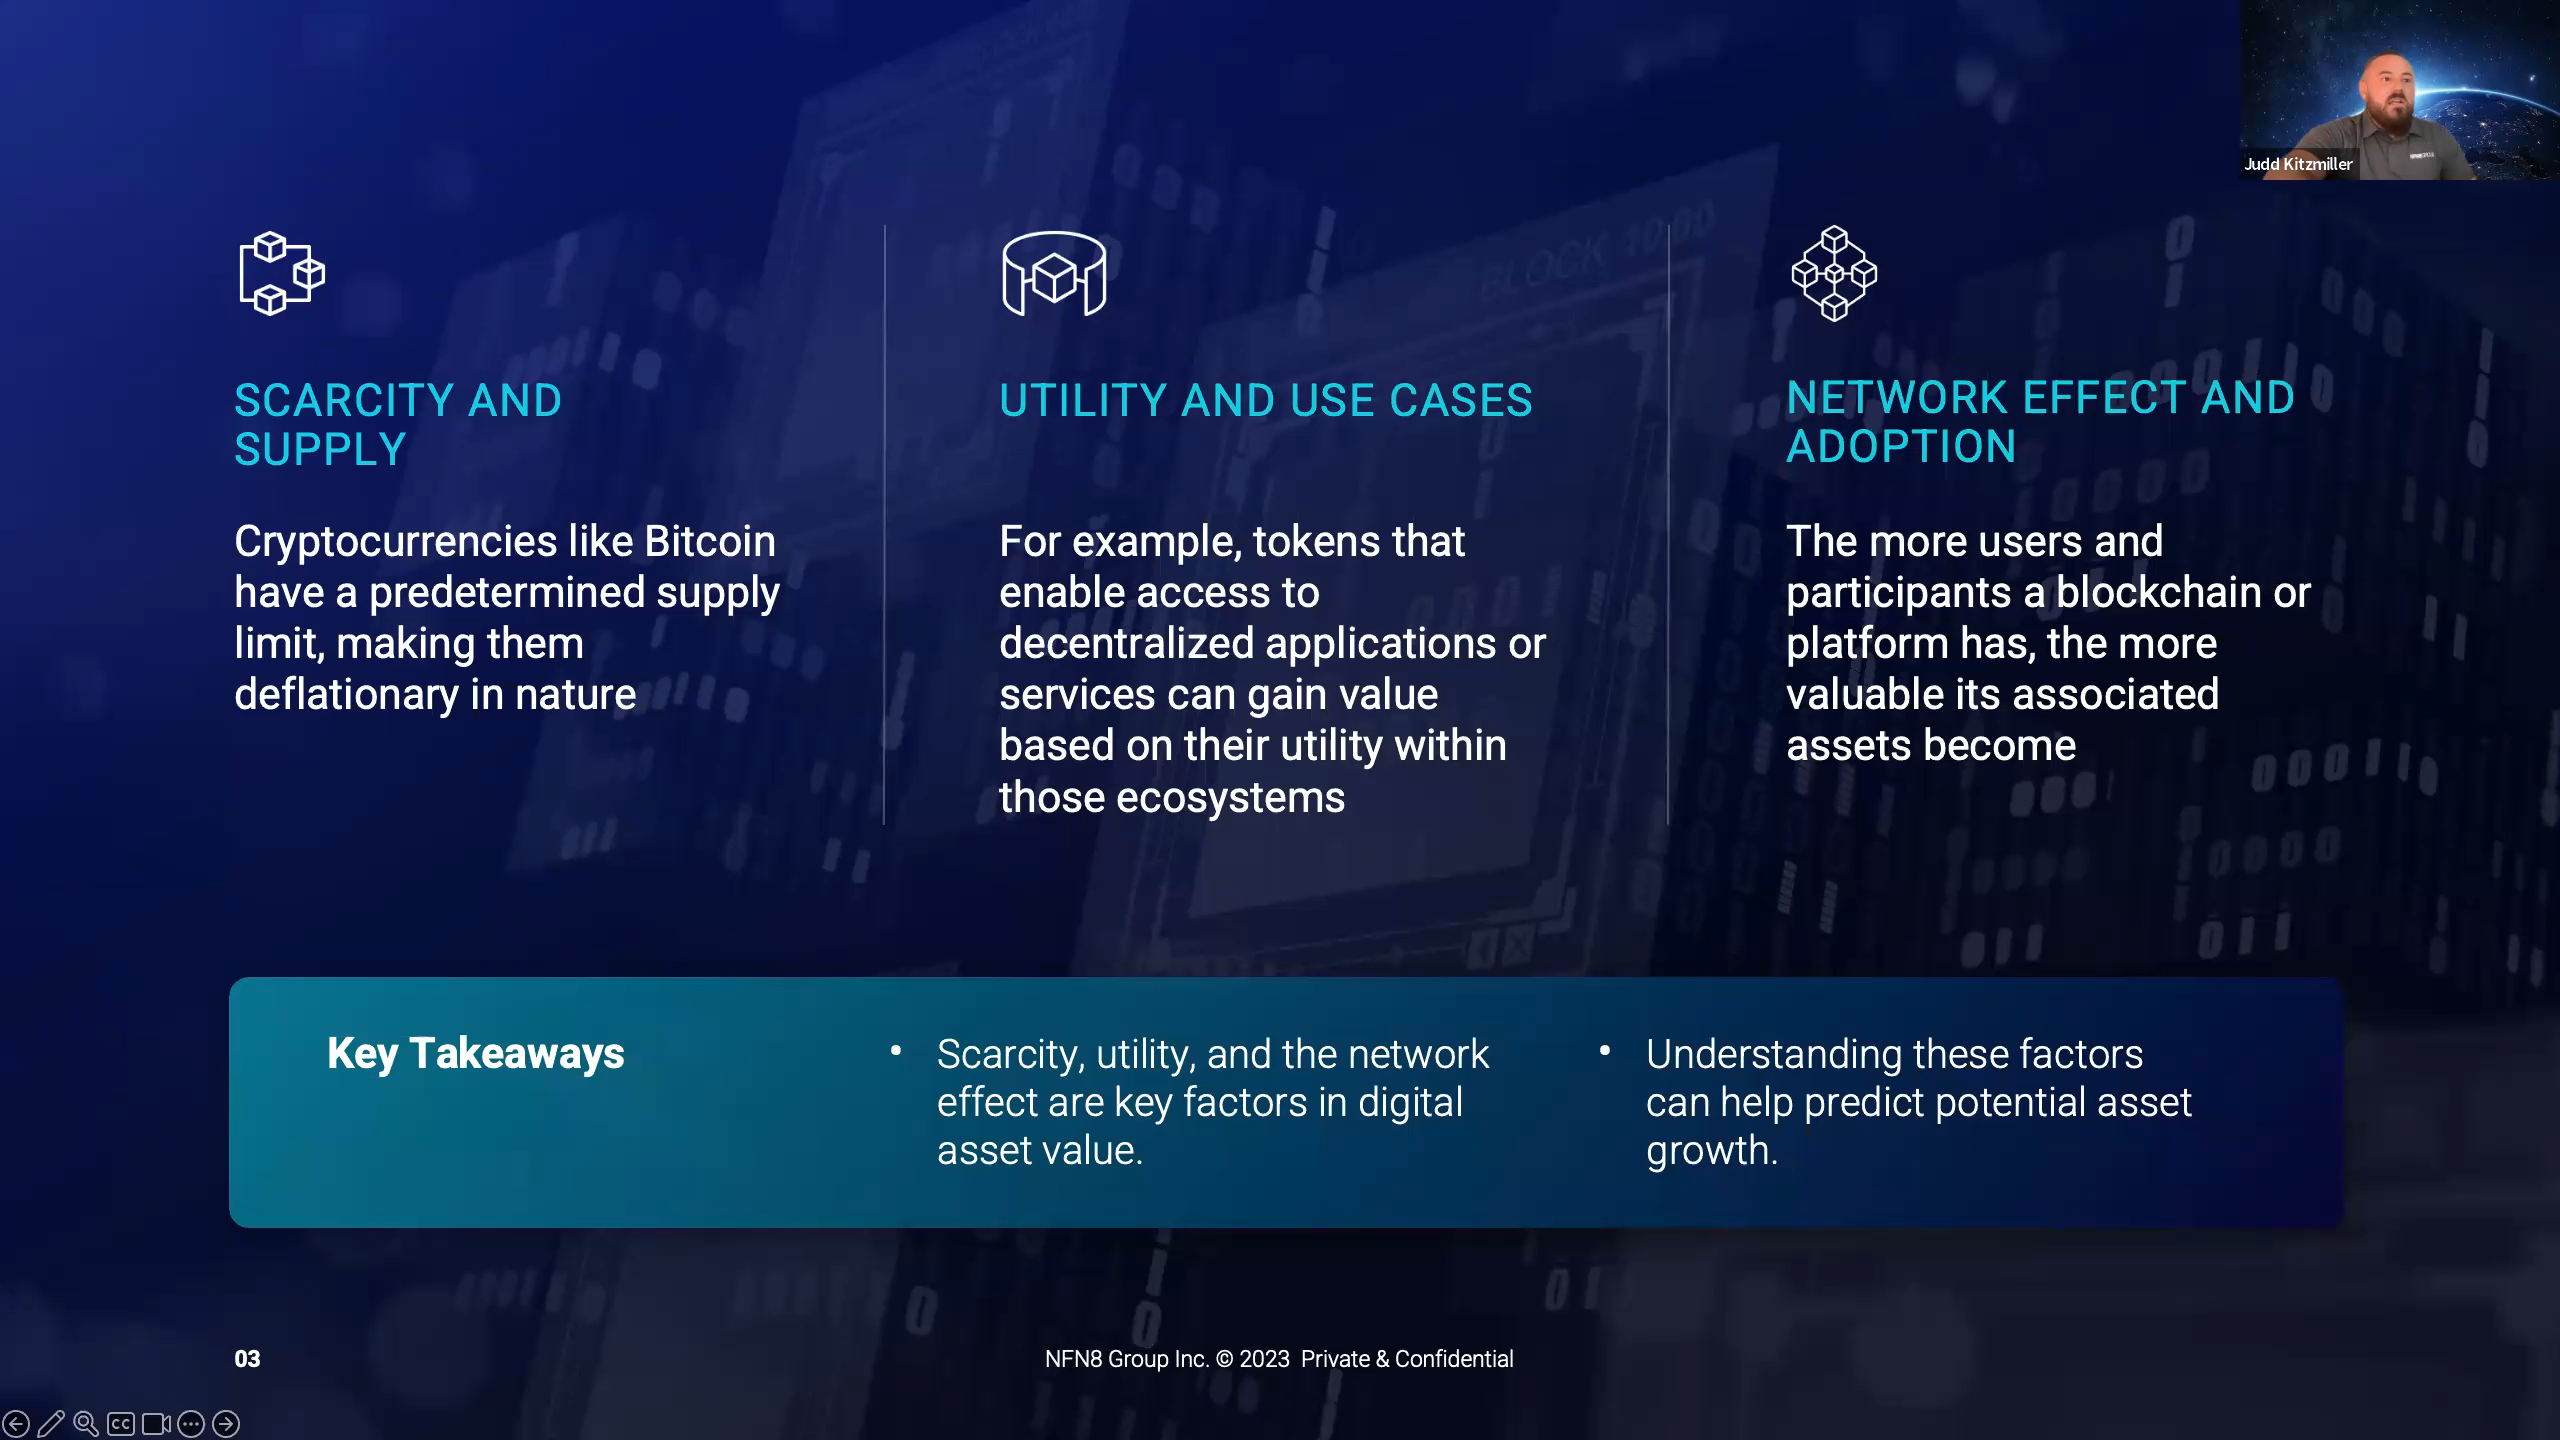 Judd Kitzmiller
SCARCITY AND
SUPPLY
Cryptocurrencies like Bitcoin
have a predetermined supply
limit, making them
deflationary in nature
UTILITY AND USE CASES
For example, tokens that
enable access to
decentralized applications or
services can gain value
based on their utility within
those ecosystems
NETWORK EFFECT AND
ADOPTION
The more users and
participants a blockchain or
platform has, the more
valuable its associated
assets become
BLOCK 10:00
Key Takeaways
• Scarcity, utility, and the network
effect are key factors in digital
asset value.
• Understanding these factors
can help predict potential asset
growth.
03
NFN8 Group Inc. © 2023 Private & Confidential
CC